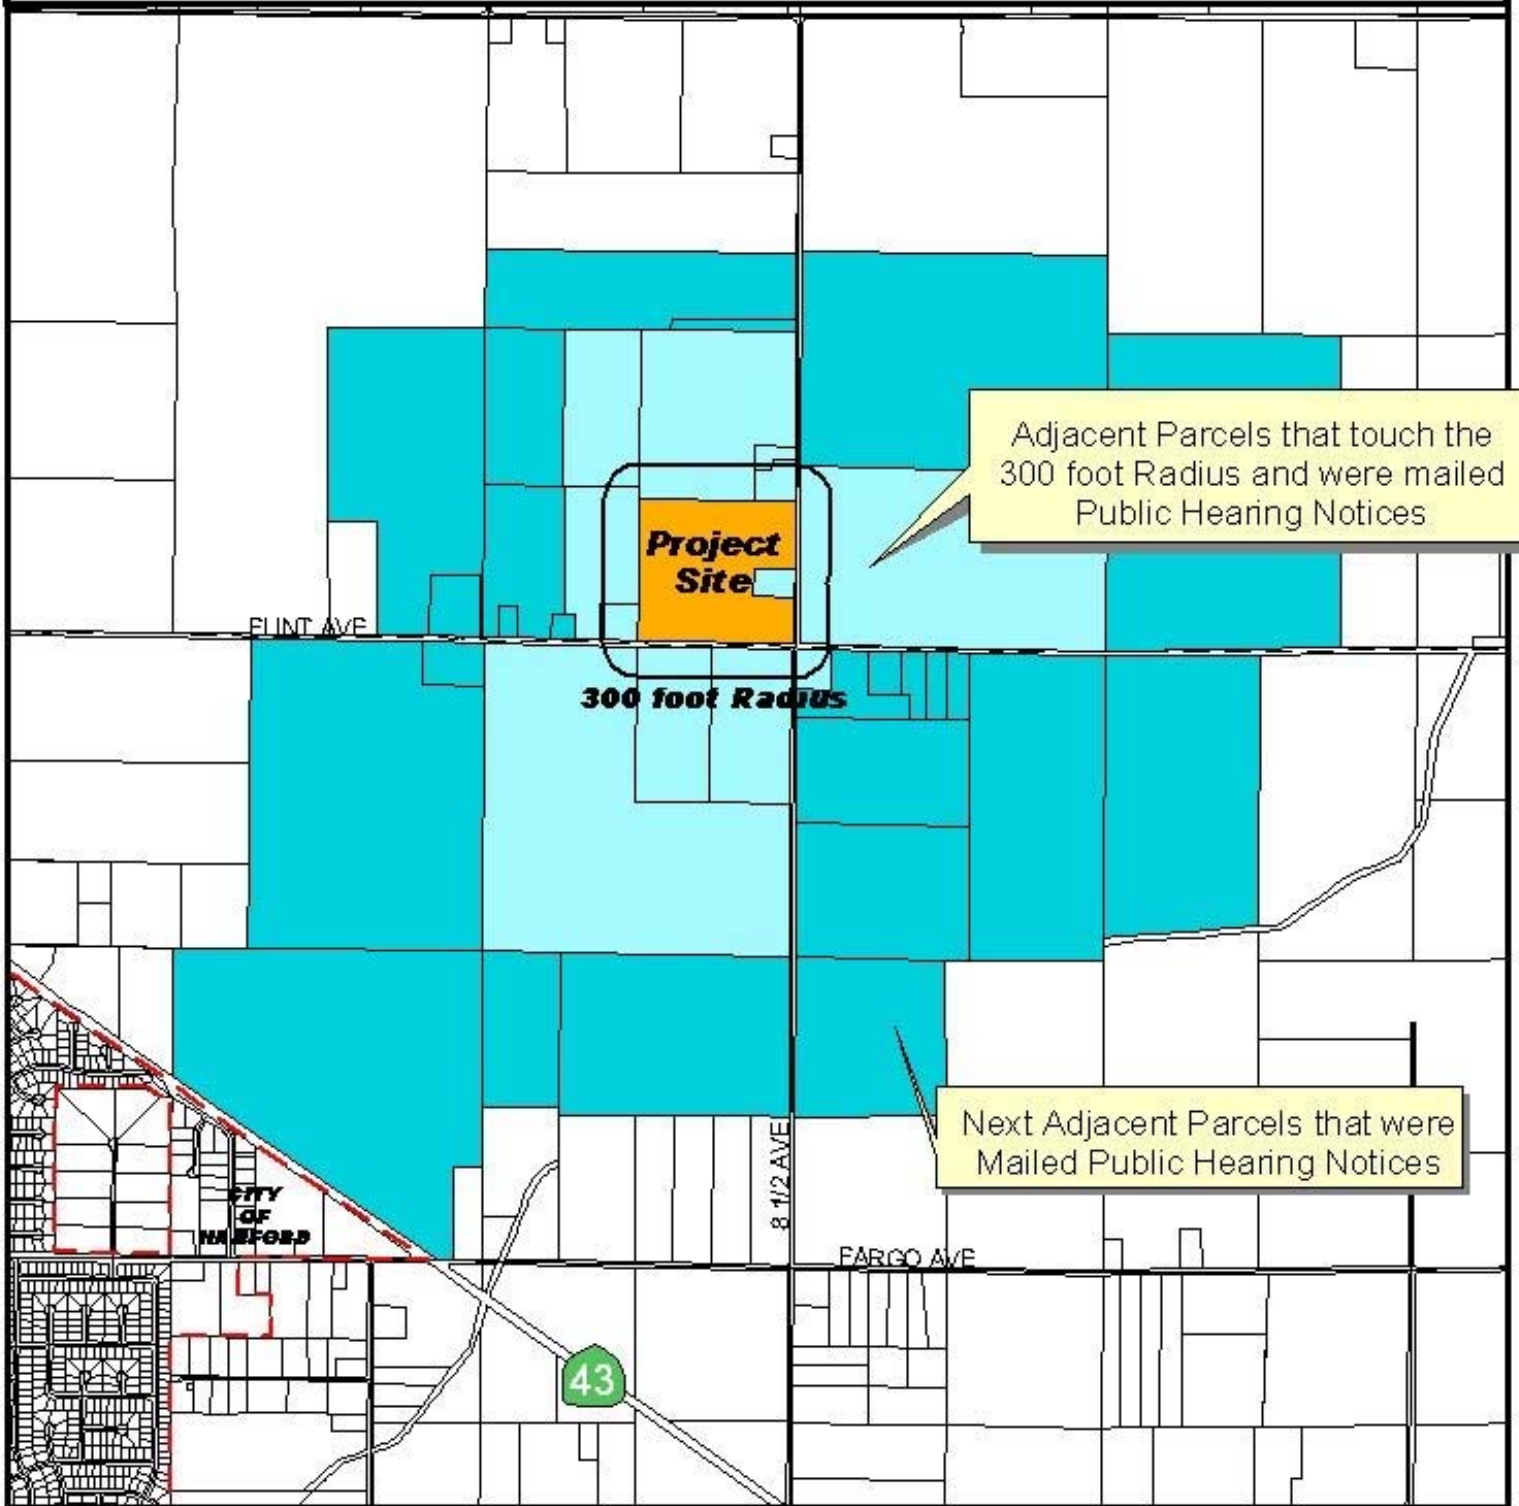 Adjacent Parcels that touch the
300 foot Radius and were mailed
Public Hearing Notices
Project
Site
FLINT AVE
300 foot Radius
Next Adjacent Parcels that were
Mailed Public Hearing Notices
8 1/2 AVE
CITY
OF
HANFORD
FARGO AVE
43